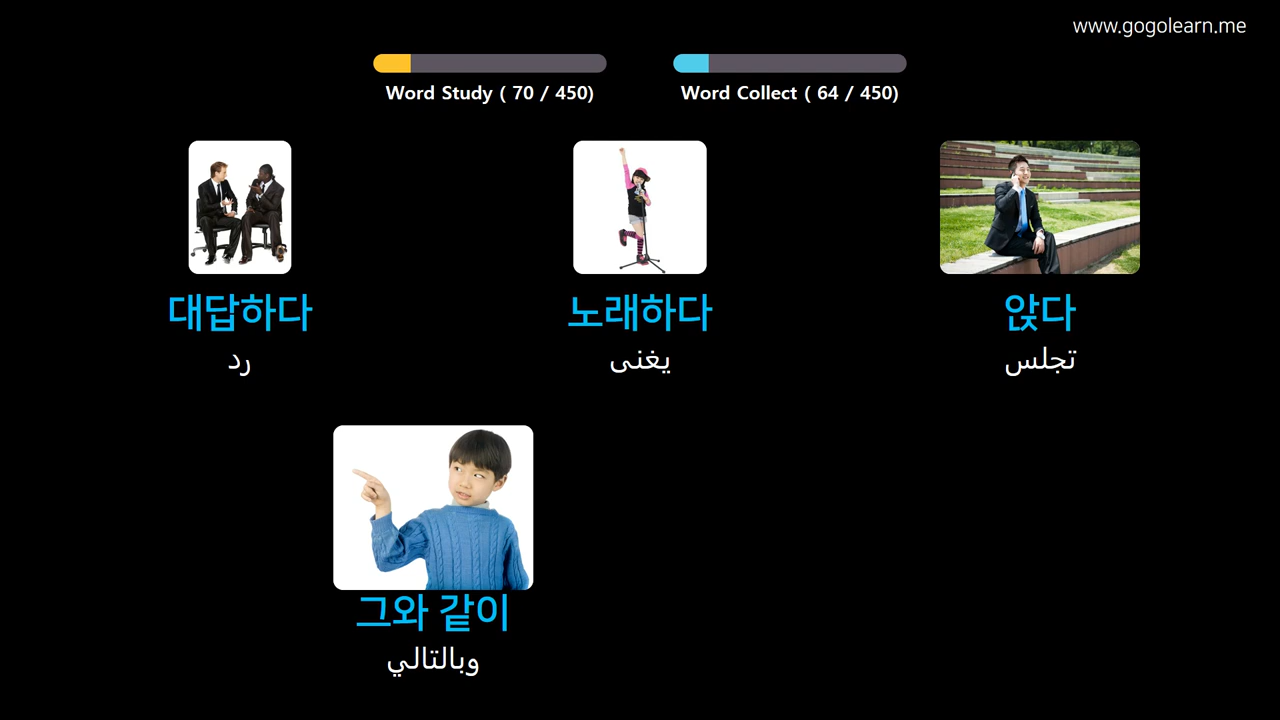 www.gogolearn.me
Word Study ( 70 / 450)
Word Collect ( 64 / 450)
대답하다
노래하다
앉다
رد
يغنى
تجلس
그와 같이
وبالتالي